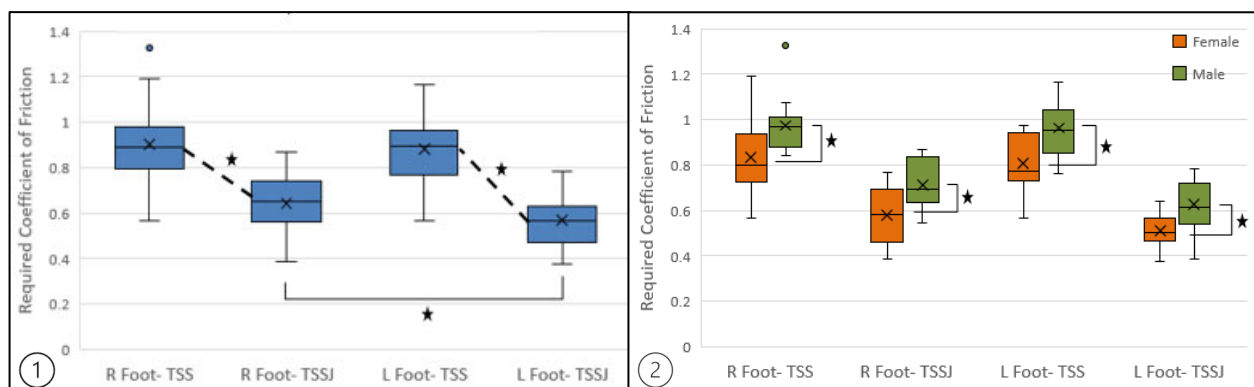 Required Coefficient of Friction
1.4
1.2
1
0.8
0.6
0.4
0.2
0
R Foot- TSS
R Foot- TSSJ
L Foot- TSS
L Foot- TSSJ
1
Required Coefficient of Friction
1.4
1.2
1
0.8
0.6
0.4
0.2
0
Female
Male
R Foot- TSS
R Foot- TSSJ
L Foot- TSS
L Foot- TSSJ
2